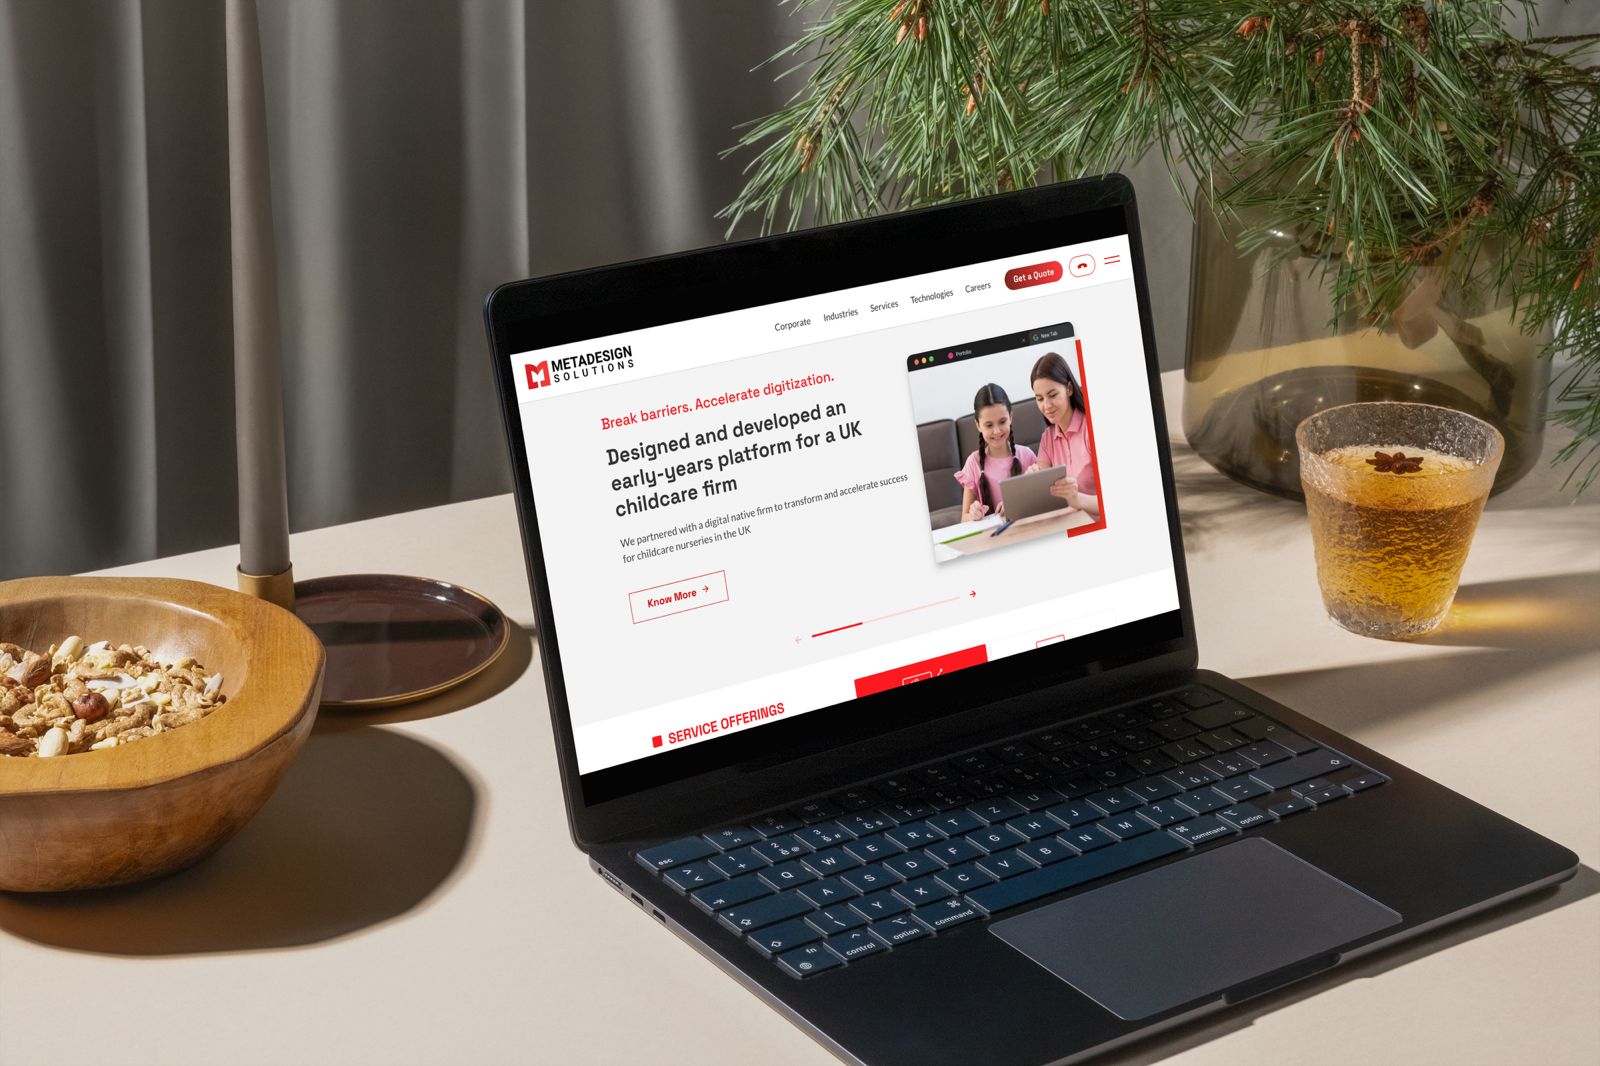 METADESIGN
SOLUTIONS
Corporate
Industries
Services
Technologies
Careers
Get a Quote
Break barriers. Accelerate digitization.
Designed and developed an
early-years platform for a UK
childcare firm
We partnered with a digital native firm to transform and accelerate success
for childcare nurseries in the UK
Know More →
Portfolio
New Tab
SERVICE OFFERINGS
esc
Q W E R T Z U I O P
A S D F G H J K L
Y X C V B N M
fn control option command
command option